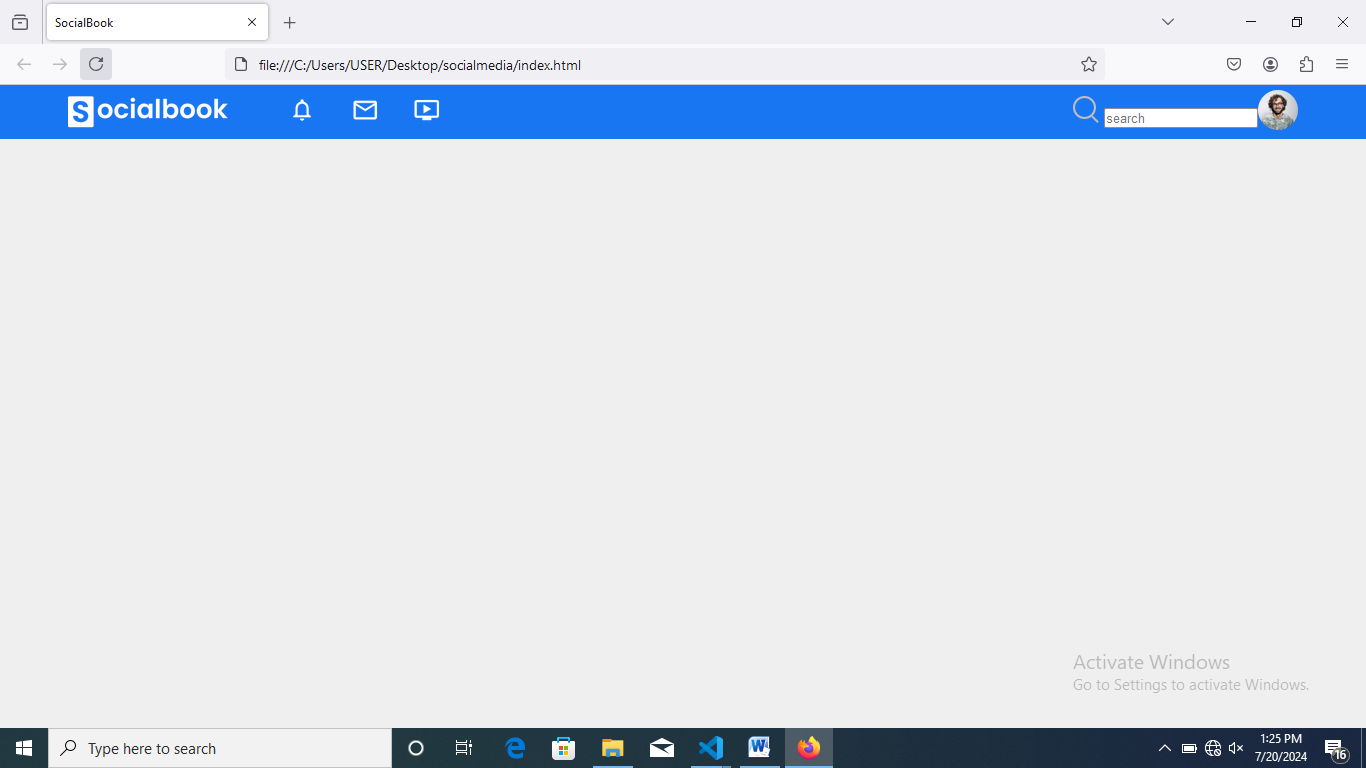 SocialBook
file:///C:/Users/USER/Desktop/socialmedia/index.html
Socialbook
search
Activate Windows
Go to Settings to activate Windows.
Type here to search
1:25 PM
7/20/2024
16